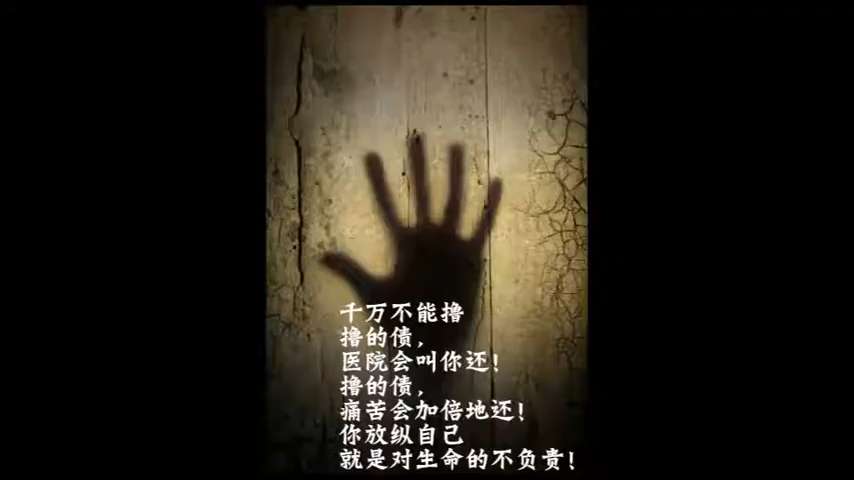 千万不能撸
撸的债，
医院会叫你还！
撸的债，
痛苦会加倍地还！
你放纵自己
就是对生命的不负责！